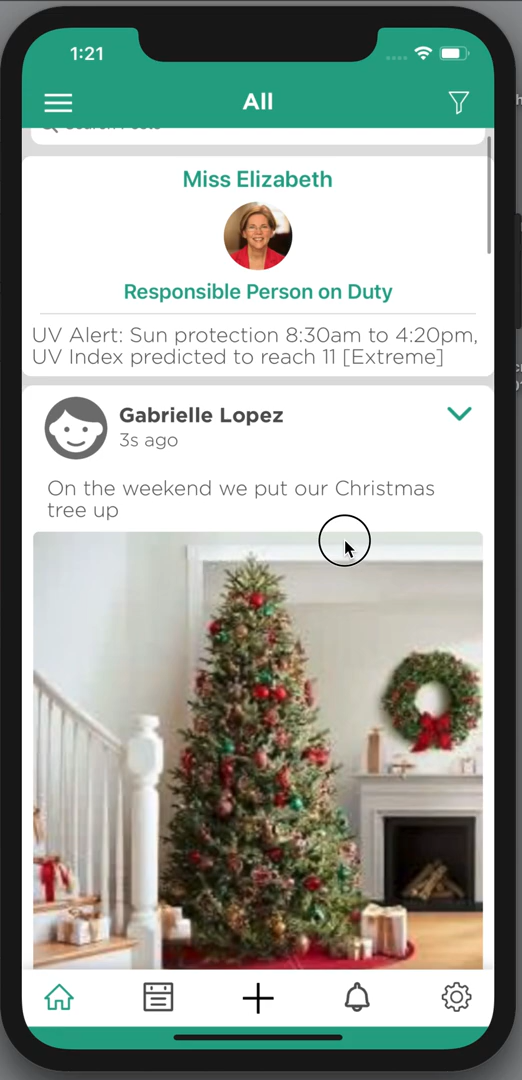 1:21
All
Miss Elizabeth
Responsible Person on Duty
UV Alert: Sun protection 8:30am to 4:20pm,
UV Index predicted to reach 11 [Extreme]
Gabrielle Lopez
3s ago
On the weekend we put our Christmas
tree up